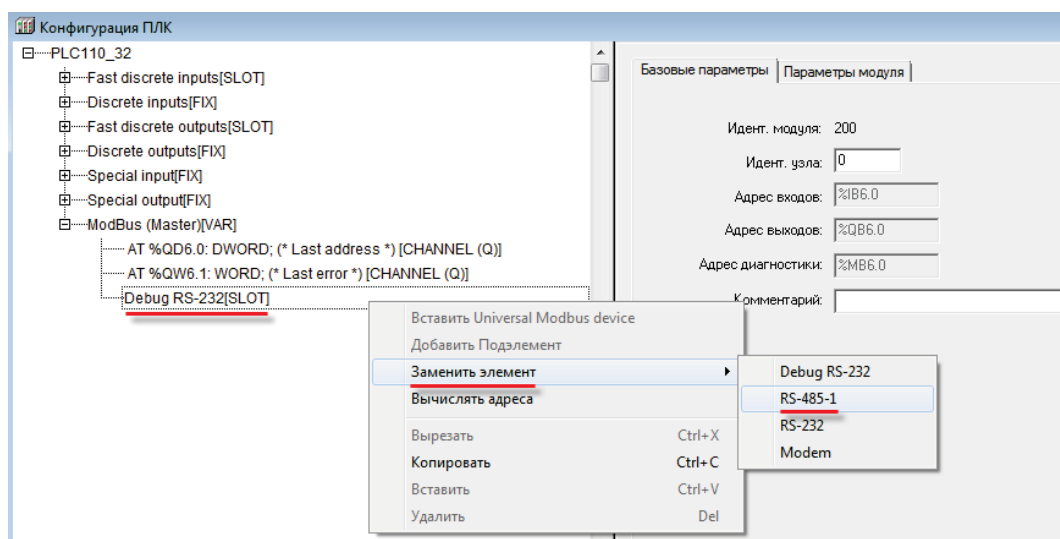 Конфигурация ПЛК
PLC110_32
Fast discrete inputs[SLOT]
Discrete inputs[FIX]
Fast discrete outputs[SLOT]
Discrete outputs[FIX]
Special input[FIX]
Special output[FIX]
ModBus (Master)[VAR]
AT %QD6.0: DWORD; (* Last address *) [CHANNEL (Q)]
AT %QW6.1: WORD; (* Last error *) [CHANNEL (Q)]
Debug RS-232[SLOT]
Базовые параметры Параметры модуля
Идент. модуля: 200
Идент. узла: 0
Адрес входов: %IB6.0
Адрес выходов: %QB6.0
Адрес диагностики: %MB6.0
Комментарий:
Вставить Universal Modbus device
Добавить Подэлемент
Заменить элемент
Вычислять адреса
Вырезать Ctrl+X
Копировать Ctrl+C
Вставить Ctrl+V
Удалить Del
Debug RS-232
RS-485-1
RS-232
Modem